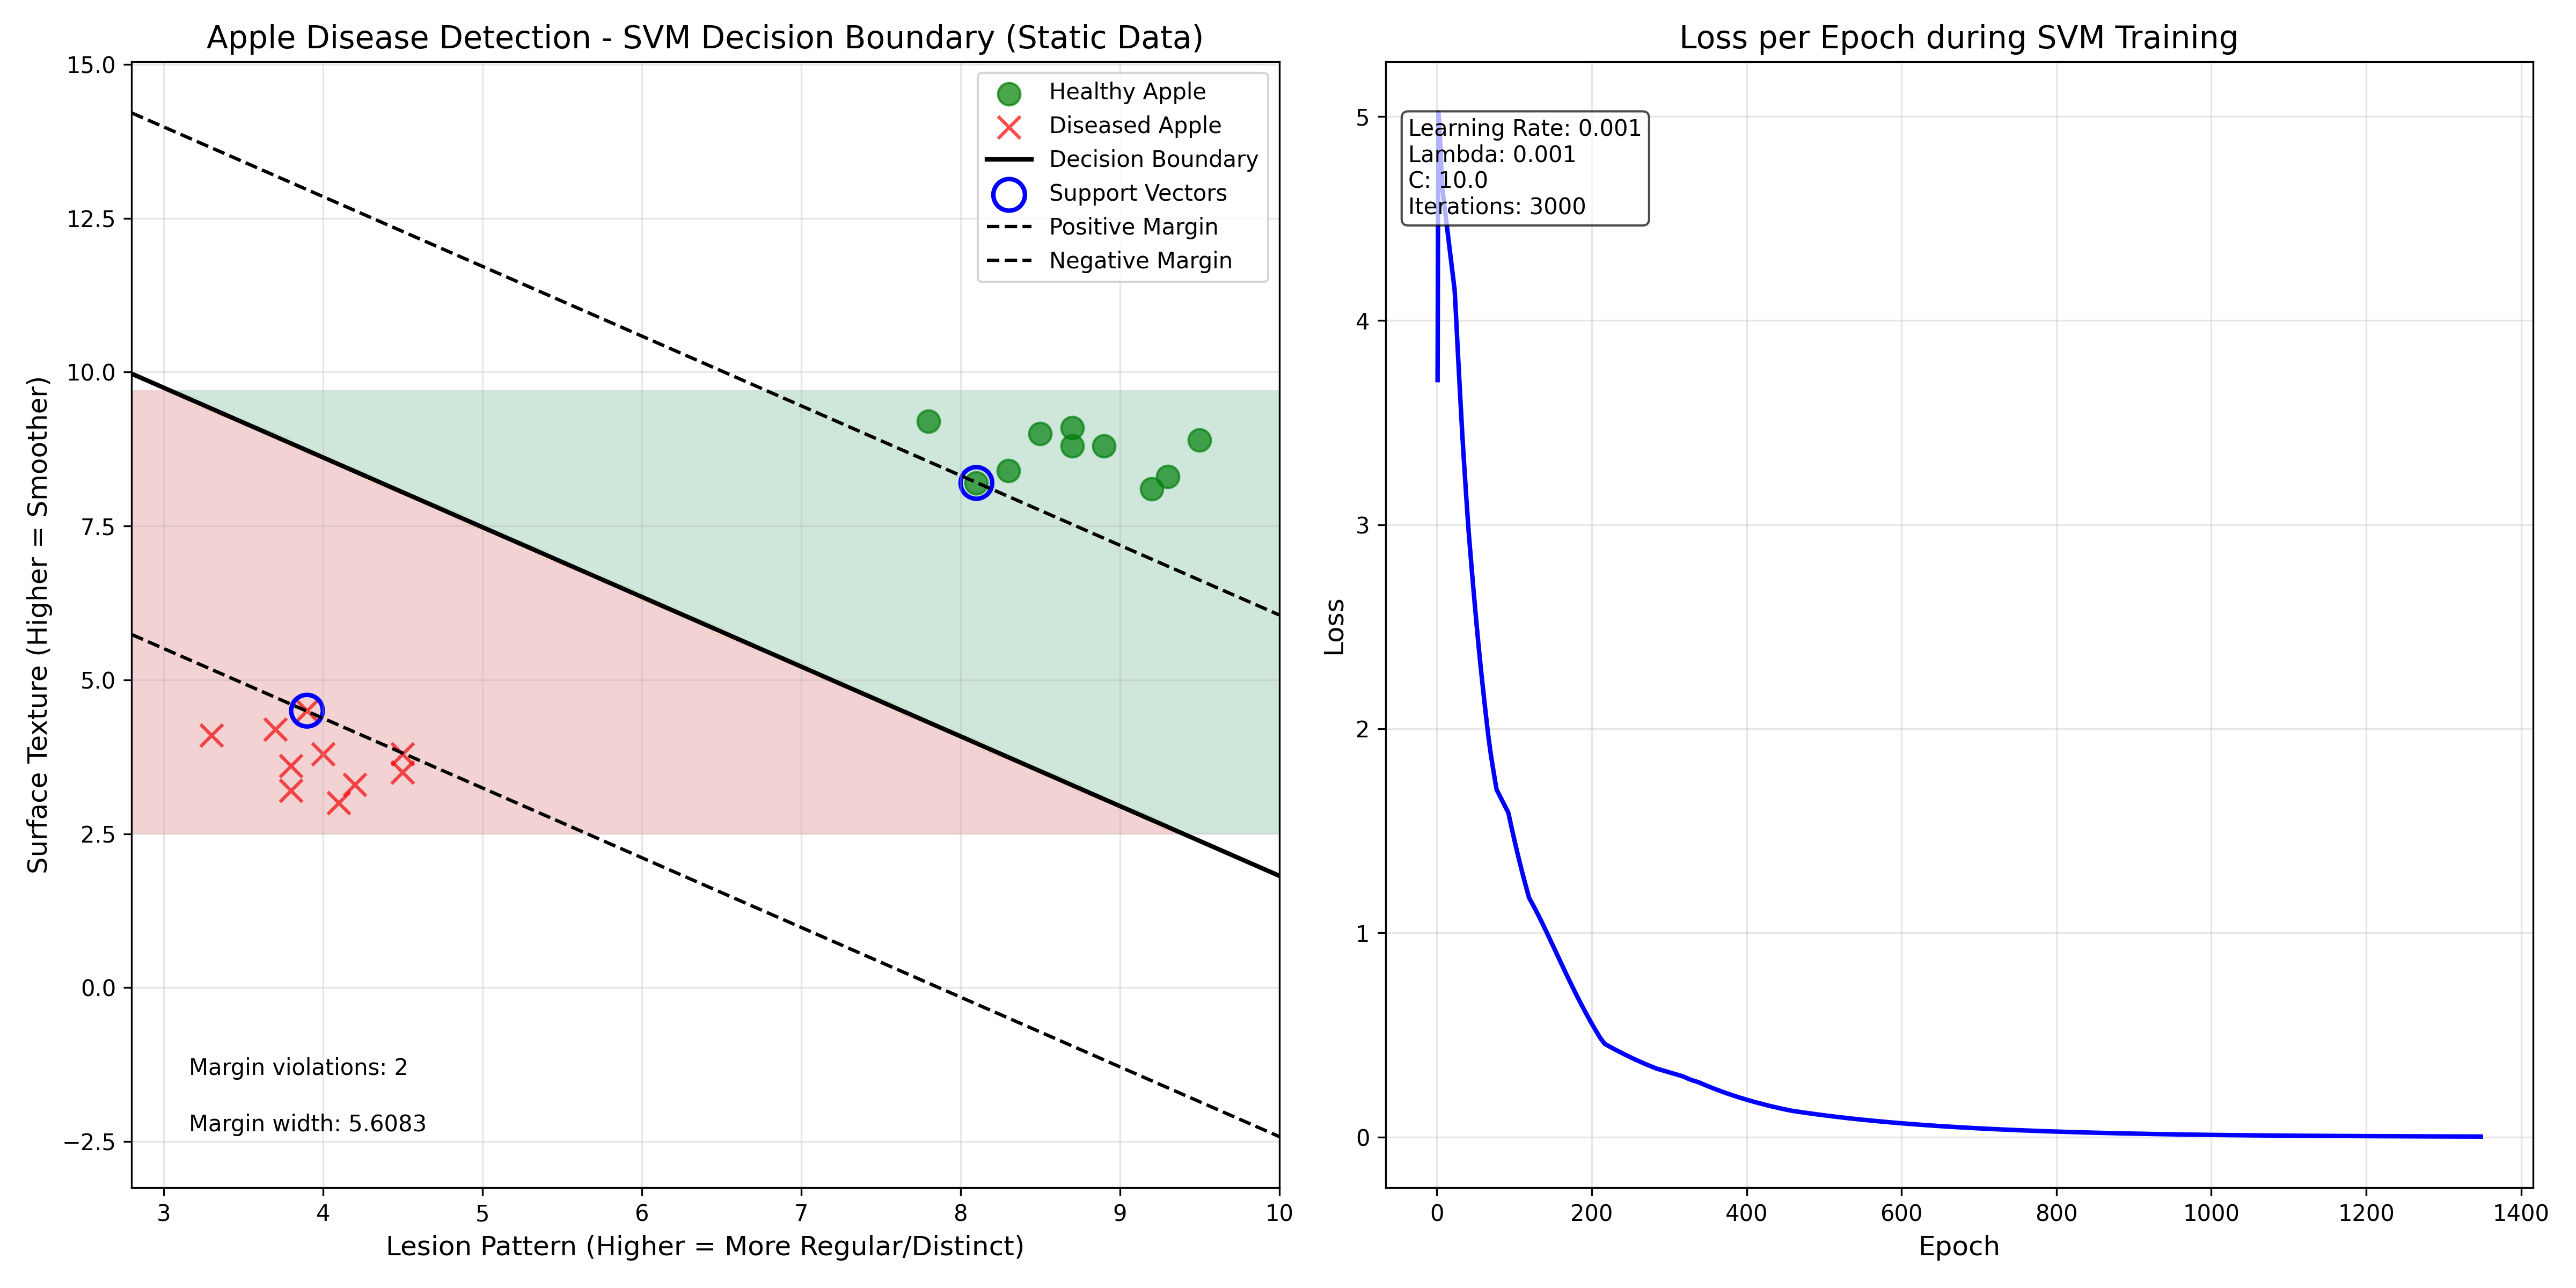 Apple Disease Detection - SVM Decision Boundary (Static Data)
Surface Texture (Higher = Smoother)
15.0
12.5
10.0
7.5
5.0
2.5
0.0
−2.5
Healthy Apple
Diseased Apple
Decision Boundary
Support Vectors
Positive Margin
Negative Margin
Margin violations: 2
Margin width: 5.6083
3 4 5 6 7 8 9 10
Lesion Pattern (Higher = More Regular/Distinct)
Loss per Epoch during SVM Training
Loss
5
4
3
2
1
0
Learning Rate: 0.001
Lambda: 0.001
C: 10.0
Iterations: 3000
0 200 400 600 800 1000 1200 1400
Epoch